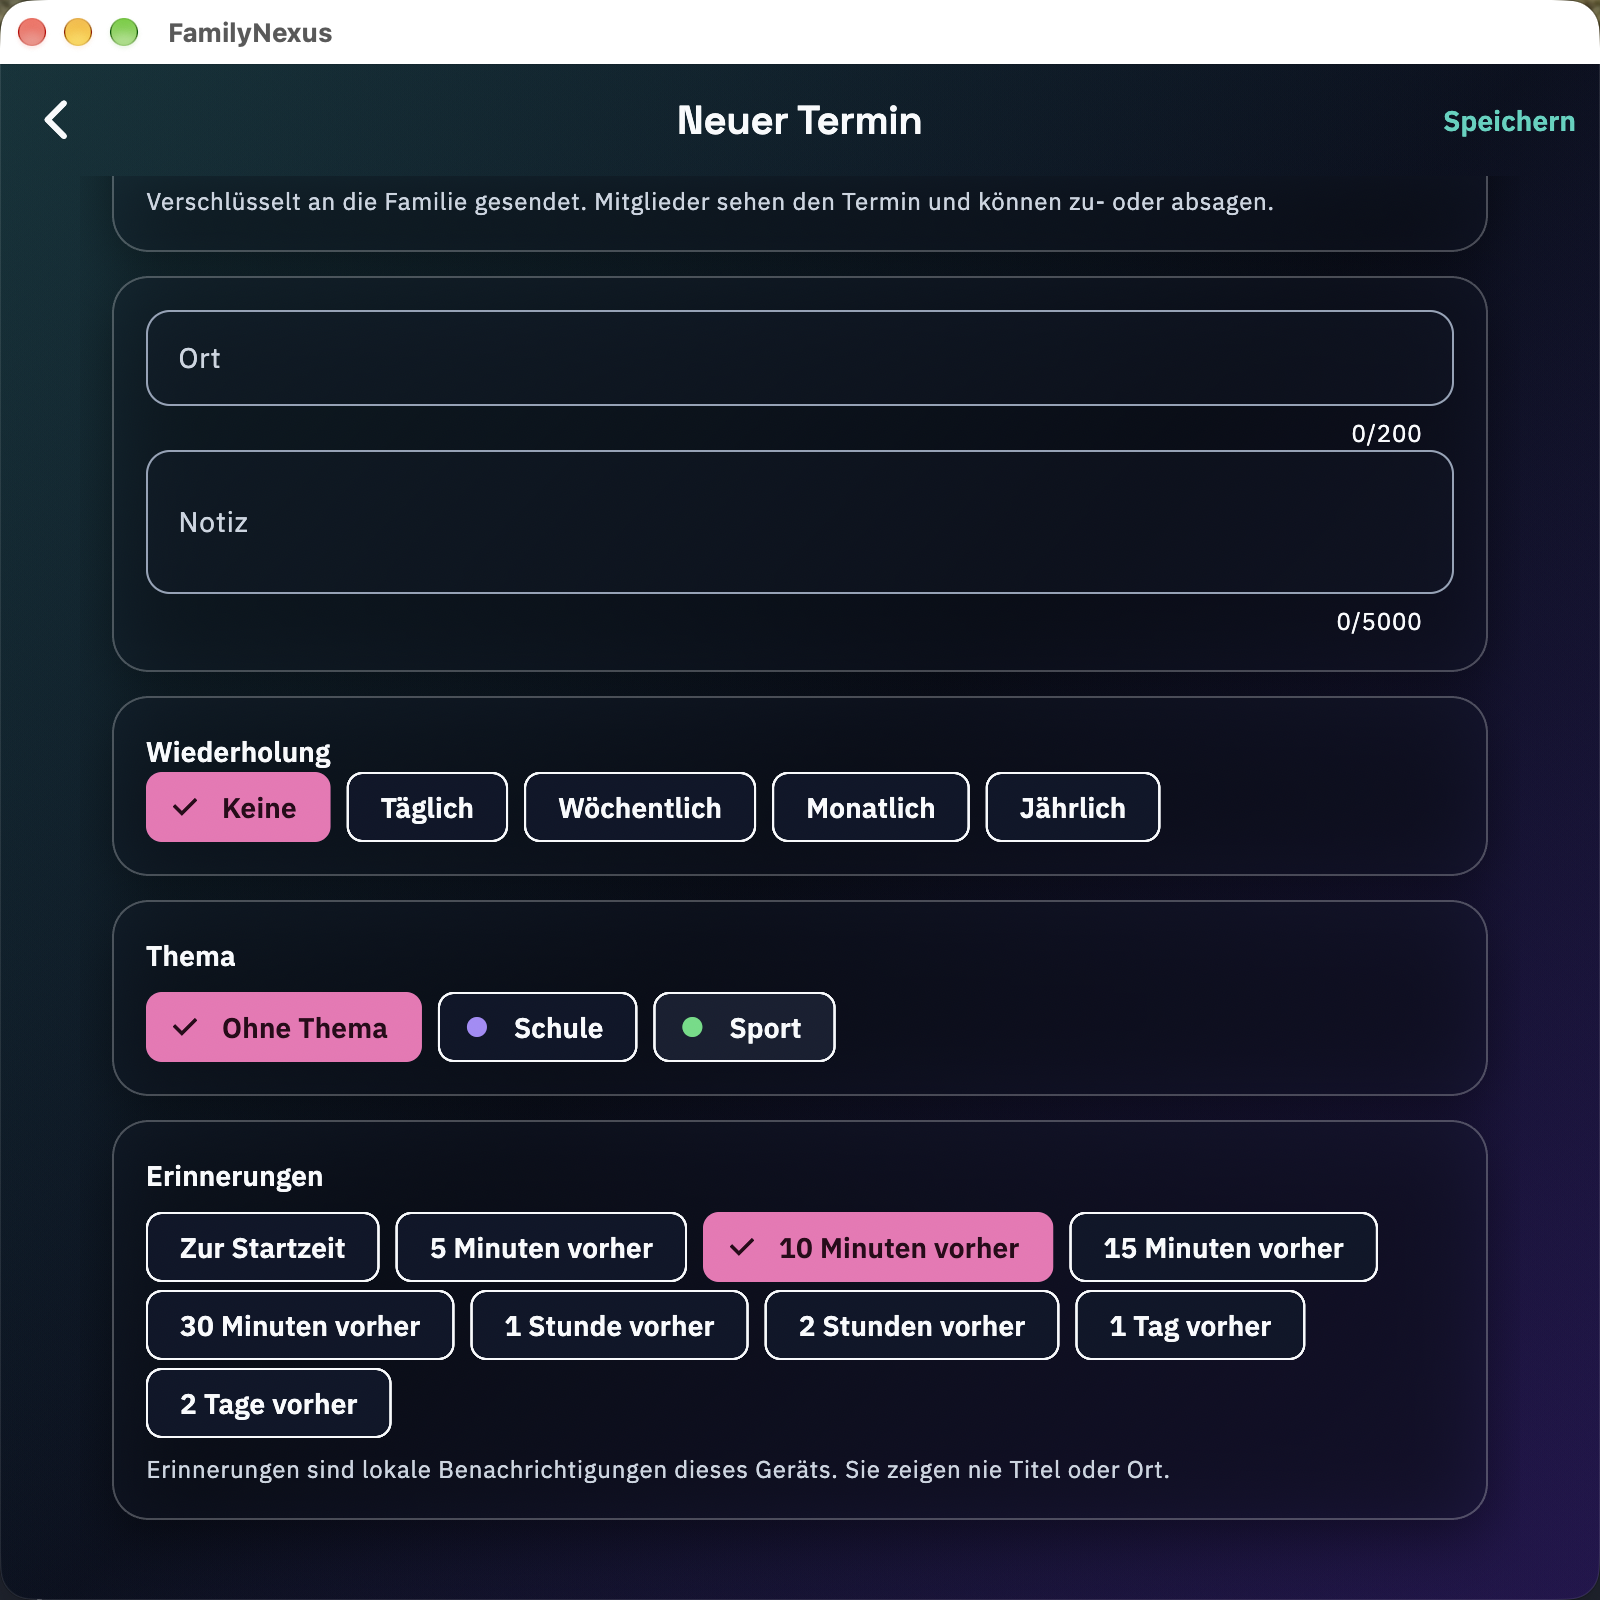 FamilyNexus
Neuer Termin
Speichern
Verschlüsselt an die Familie gesendet. Mitglieder sehen den Termin und können zu- oder absagen.
Ort
0/200
Notiz
0/5000
Wiederholung
Keine Täglich Wöchentlich Monatlich Jährlich
Thema
Ohne Thema Schule Sport
Erinnerungen
Zur Startzeit 5 Minuten vorher 10 Minuten vorher 15 Minuten vorher
30 Minuten vorher 1 Stunde vorher 2 Stunden vorher 1 Tag vorher
2 Tage vorher
Erinnerungen sind lokale Benachrichtigungen dieses Geräts. Sie zeigen nie Titel oder Ort.